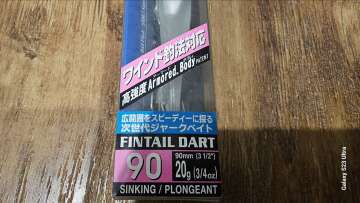 ワインド釣法対応
高強度 Armored. Body PATENT
広範囲をスピーディーに探る
次世代ジャークベイト
FINTAIL DART
90
90mm (3 1/2")
20g (3/4oz)
SINKING / PLONGEANT
Galaxy S23 Ultra